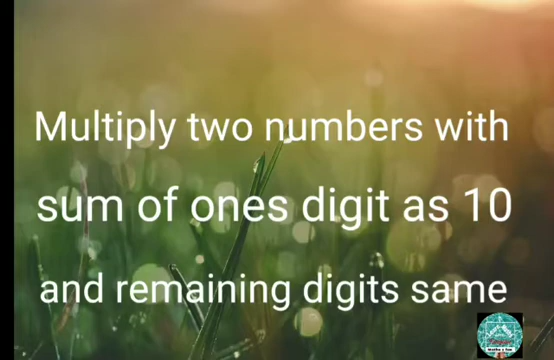 Multiply two numbers with
sum of ones digit as 10
and remaining digits same